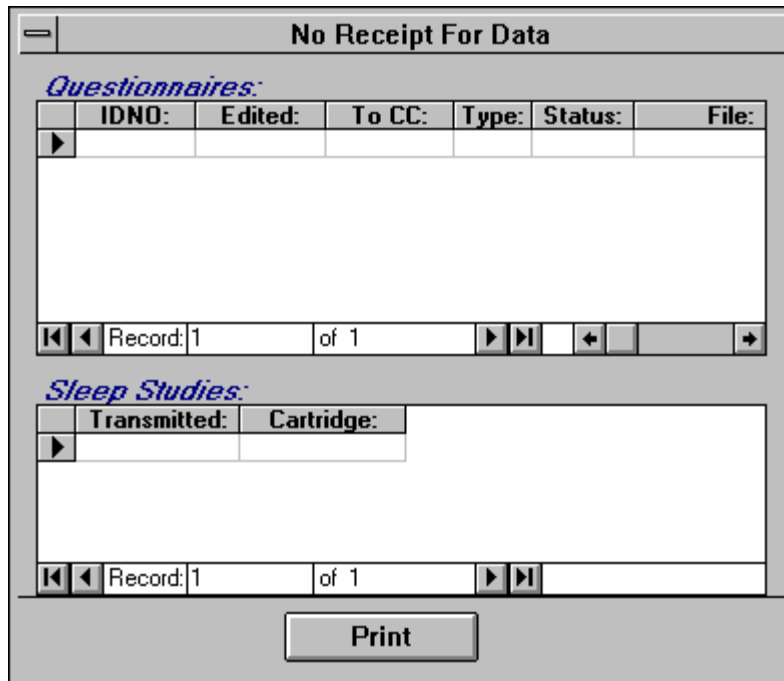 No Receipt For Data
Questionnaires:
IDNO: Edited: To CC: Type: Status: File:
Record: 1 of 1
Sleep Studies:
Transmitted: Cartridge:
Record: 1 of 1
Print